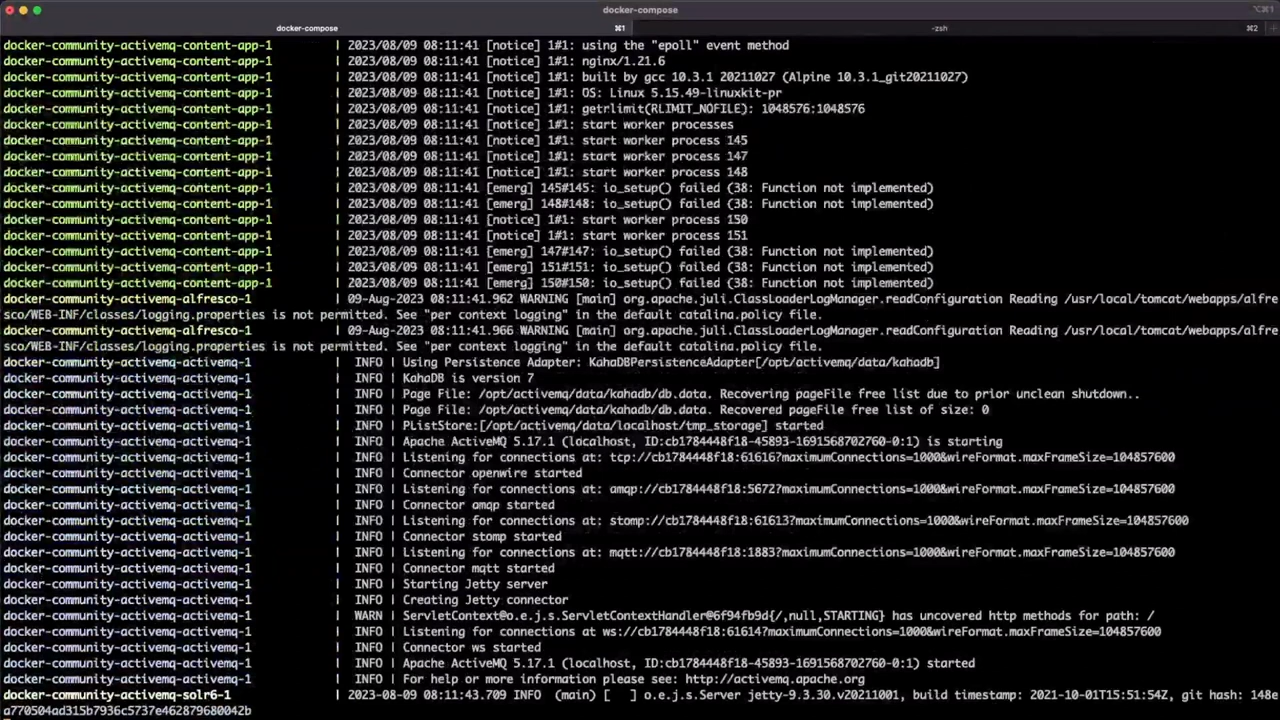 docker-compose
⌥⌘1
docker-compose ⌘1 -zsh ⌘2 +
docker-community-activemq-content-app-1 | 2023/08/09 08:11:41 [notice] 1#1: using the "epoll" event method
docker-community-activemq-content-app-1 | 2023/08/09 08:11:41 [notice] 1#1: nginx/1.21.6
docker-community-activemq-content-app-1 | 2023/08/09 08:11:41 [notice] 1#1: built by gcc 10.3.1 20211027 (Alpine 10.3.1_git20211027)
docker-community-activemq-content-app-1 | 2023/08/09 08:11:41 [notice] 1#1: OS: Linux 5.15.49-linuxkit-pr
docker-community-activemq-content-app-1 | 2023/08/09 08:11:41 [notice] 1#1: getrlimit(RLIMIT_NOFILE): 1048576:1048576
docker-community-activemq-content-app-1 | 2023/08/09 08:11:41 [notice] 1#1: start worker processes
docker-community-activemq-content-app-1 | 2023/08/09 08:11:41 [notice] 1#1: start worker process 145
docker-community-activemq-content-app-1 | 2023/08/09 08:11:41 [notice] 1#1: start worker process 147
docker-community-activemq-content-app-1 | 2023/08/09 08:11:41 [notice] 1#1: start worker process 148
docker-community-activemq-content-app-1 | 2023/08/09 08:11:41 [emerg] 145#145: io_setup() failed (38: Function not implemented)
docker-community-activemq-content-app-1 | 2023/08/09 08:11:41 [emerg] 148#148: io_setup() failed (38: Function not implemented)
docker-community-activemq-content-app-1 | 2023/08/09 08:11:41 [notice] 1#1: start worker process 150
docker-community-activemq-content-app-1 | 2023/08/09 08:11:41 [notice] 1#1: start worker process 151
docker-community-activemq-content-app-1 | 2023/08/09 08:11:41 [emerg] 147#147: io_setup() failed (38: Function not implemented)
docker-community-activemq-content-app-1 | 2023/08/09 08:11:41 [emerg] 151#151: io_setup() failed (38: Function not implemented)
docker-community-activemq-content-app-1 | 2023/08/09 08:11:41 [emerg] 150#150: io_setup() failed (38: Function not implemented)
docker-community-activemq-alfresco-1 | 09-Aug-2023 08:11:41.962 WARNING [main] org.apache.juli.ClassLoaderLogManager.readConfiguration Reading /usr/local/tomcat/webapps/alfre
sco/WEB-INF/classes/logging.properties is not permitted. See "per context logging" in the default catalina.policy file.
docker-community-activemq-alfresco-1 | 09-Aug-2023 08:11:41.966 WARNING [main] org.apache.juli.ClassLoaderLogManager.readConfiguration Reading /usr/local/tomcat/webapps/alfre
sco/WEB-INF/classes/logging.properties is not permitted. See "per context logging" in the default catalina.policy file.
docker-community-activemq-activemq-1 | INFO | Using Persistence Adapter: KahaDBPersistenceAdapter[/opt/activemq/data/kahadb]
docker-community-activemq-activemq-1 | INFO | KahaDB is version 7
docker-community-activemq-activemq-1 | INFO | Page File: /opt/activemq/data/kahadb/db.data. Recovering pageFile free list due to prior unclean shutdown..
docker-community-activemq-activemq-1 | INFO | Page File: /opt/activemq/data/kahadb/db.data. Recovered pageFile free list of size: 0
docker-community-activemq-activemq-1 | INFO | PListStore:[/opt/activemq/data/localhost/tmp_storage] started
docker-community-activemq-activemq-1 | INFO | Apache ActiveMQ 5.17.1 (localhost, ID:cb1784448f18-45893-1691568702760-0:1) is starting
docker-community-activemq-activemq-1 | INFO | Listening for connections at: tcp://cb1784448f18:61616?maximumConnections=1000&wireFormat.maxFrameSize=104857600
docker-community-activemq-activemq-1 | INFO | Connector openwire started
docker-community-activemq-activemq-1 | INFO | Listening for connections at: amqp://cb1784448f18:5672?maximumConnections=1000&wireFormat.maxFrameSize=104857600
docker-community-activemq-activemq-1 | INFO | Connector amqp started
docker-community-activemq-activemq-1 | INFO | Listening for connections at: stomp://cb1784448f18:61613?maximumConnections=1000&wireFormat.maxFrameSize=104857600
docker-community-activemq-activemq-1 | INFO | Connector stomp started
docker-community-activemq-activemq-1 | INFO | Listening for connections at: mqtt://cb1784448f18:1883?maximumConnections=1000&wireFormat.maxFrameSize=104857600
docker-community-activemq-activemq-1 | INFO | Connector mqtt started
docker-community-activemq-activemq-1 | INFO | Starting Jetty server
docker-community-activemq-activemq-1 | INFO | Creating Jetty connector
docker-community-activemq-activemq-1 | WARN | ServletContext@o.e.j.s.ServletContextHandler@6f94fb9d{/,null,STARTING} has uncovered http methods for path: /
docker-community-activemq-activemq-1 | INFO | Listening for connections at ws://cb1784448f18:61614?maximumConnections=1000&wireFormat.maxFrameSize=104857600
docker-community-activemq-activemq-1 | INFO | Connector ws started
docker-community-activemq-activemq-1 | INFO | Apache ActiveMQ 5.17.1 (localhost, ID:cb1784448f18-45893-1691568702760-0:1) started
docker-community-activemq-activemq-1 | INFO | For help or more information please see: http://activemq.apache.org
docker-community-activemq-solr6-1 | 2023-08-09 08:11:43.709 INFO (main) [ ] o.e.j.s.Server jetty-9.3.30.v20211001, build timestamp: 2021-10-01T15:51:54Z, git hash: 148e
a770504ad315b7936c5737e462879680042b